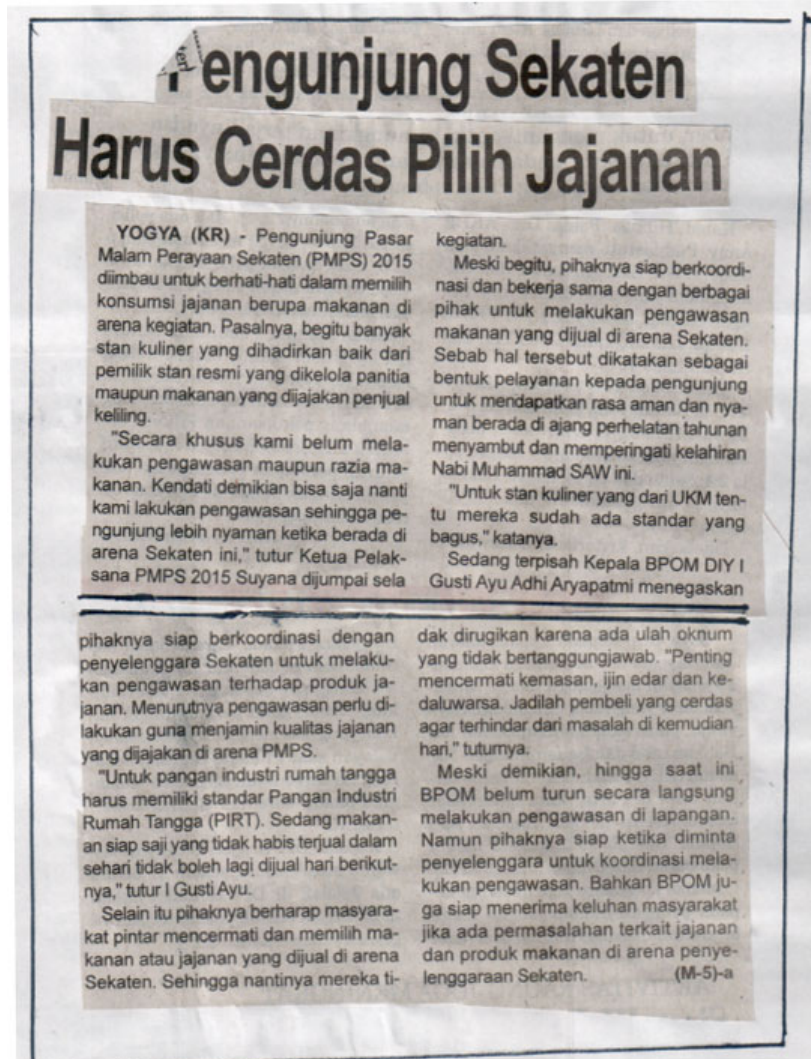 Pengunjung Sekaten
Harus Cerdas Pilih Jajanan
YOGYA (KR) - Pengunjung Pasar
Malam Perayaan Sekaten (PMPS) 2015
diimbau untuk berhati-hati dalam memilih
konsumsi jajanan berupa makanan di
arena kegiatan. Pasalnya, begitu banyak
stan kuliner yang dihadirkan baik dari
pemilik stan resmi yang dikelola panitia
maupun makanan yang dijajakan penjual
keliling.
"Secara khusus kami belum mela-
kukan pengawasan maupun razia ma-
kanan. Kendati demikian bisa saja nanti
kami lakukan pengawasan sehingga pe-
ngunjung lebih nyaman ketika berada di
arena Sekaten ini," tutur Ketua Pelak-
sana PMPS 2015 Suyana dijumpai sela
kegiatan.
Meski begitu, pihaknya siap berkoordi-
nasi dan bekerja sama dengan berbagai
pihak untuk melakukan pengawasan
makanan yang dijual di arena Sekaten.
Sebab hal tersebut dikatakan sebagai
bentuk pelayanan kepada pengunjung
untuk mendapatkan rasa aman dan nya-
man berada di ajang perhelatan tahunan
menyambut dan memperingati kelahiran
Nabi Muhammad SAW ini.
"Untuk stan kuliner yang dari UKM ten-
tu mereka sudah ada standar yang
bagus," katanya.
Sedang terpisah Kepala BPOM DIY I
Gusti Ayu Adhi Aryapatmi menegaskan
pihaknya siap berkoordinasi dengan
penyelenggara Sekaten untuk melaku-
kan pengawasan terhadap produk ja-
janan. Menurutnya pengawasan perlu di-
lakukan guna menjamin kualitas jajanan
yang dijajakan di arena PMPS.
"Untuk pangan industri rumah tangga
harus memiliki standar Pangan Industri
Rumah Tangga (PIRT). Sedang makan-
an siap saji yang tidak habis terjual dalam
sehari tidak boleh lagi dijual hari berikut-
nya," tutur I Gusti Ayu.
Selain itu pihaknya berharap masyara-
kat pintar mencermati dan memilih ma-
kanan atau jajanan yang dijual di arena
Sekaten. Sehingga nantinya mereka ti-
dak dirugikan karena ada ulah oknum
yang tidak bertanggungjawab. "Penting
mencermati kemasan, ijin edar dan ke-
daluwarsa. Jadilah pembeli yang cerdas
agar terhindar dari masalah di kemudian
hari," tuturnya.
Meski demikian, hingga saat ini
BPOM belum turun secara langsung
melakukan pengawasan di lapangan.
Namun pihaknya siap ketika diminta
penyelenggara untuk koordinasi mela-
kukan pengawasan. Bahkan BPOM ju-
ga siap menerima keluhan masyarakat
jika ada permasalahan terkait jajanan
dan produk makanan di arena penye-
lenggaraan Sekaten. (M-5)-a